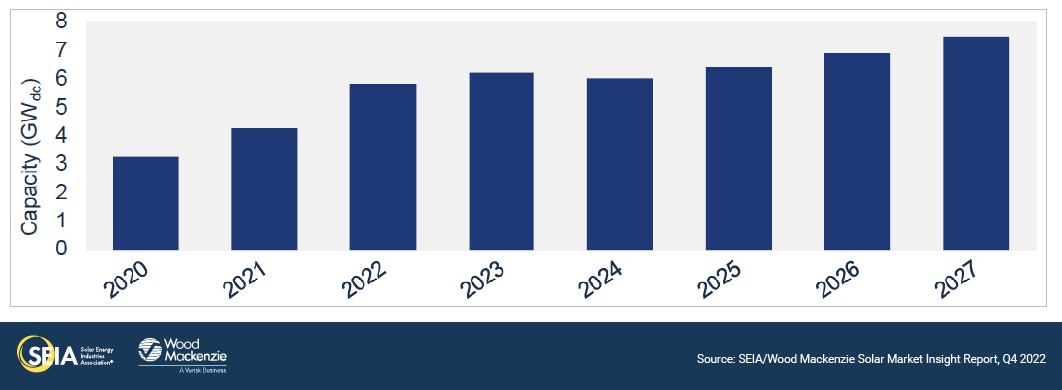 Capacity (GWdc)
8
7
6
5
4
3
2
1
0
2020
2021
2022
2023
2024
2025
2026
2027
SEIA
Solar Energy
Industries
Association®
Wood
Mackenzie
A Verisk Business
Source: SEIA/Wood Mackenzie Solar Market Insight Report, Q4 2022